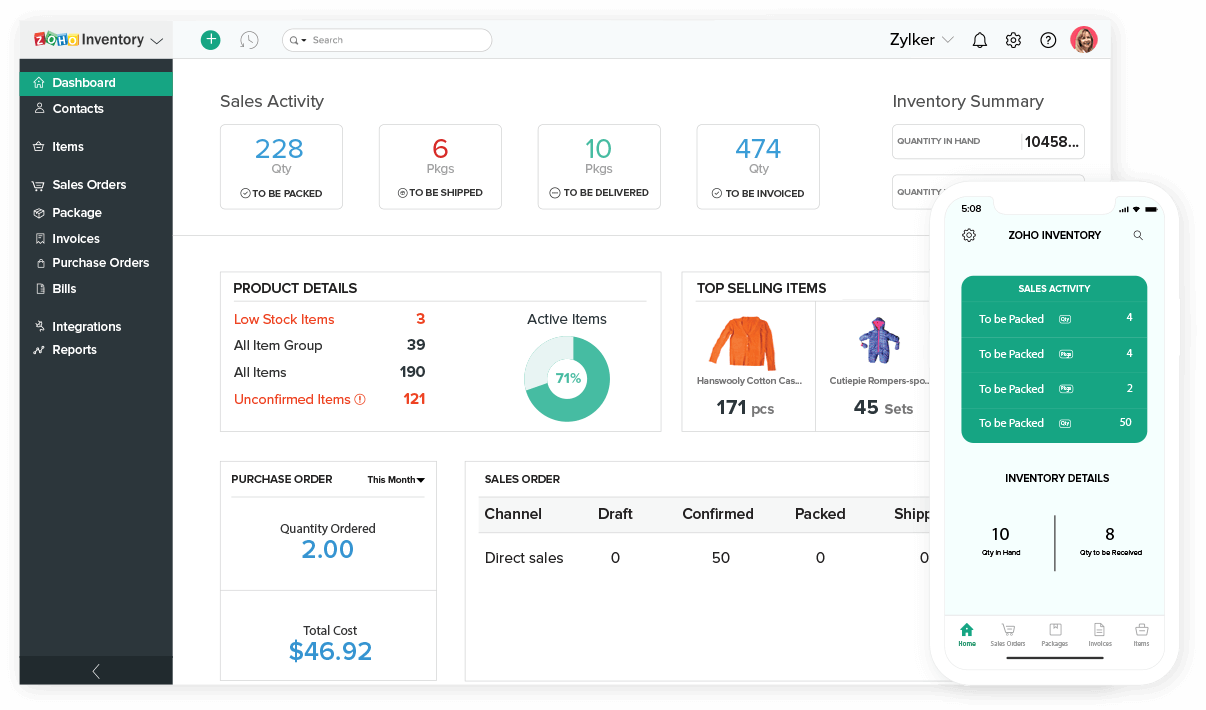 ZOHO Inventory
Search
Zylker
Dashboard
Contacts
Items
Sales Orders
Package
Invoices
Purchase Orders
Bills
Integrations
Reports
Sales Activity
228
Qty
TO BE PACKED
6
Pkgs
TO BE SHIPPED
10
Pkgs
TO BE DELIVERED
474
Qty
TO BE INVOICED
Inventory Summary
QUANTITY IN HAND 10458...
QUANTITY
PRODUCT DETAILS
Low Stock Items 3
All Item Group 39
All Items 190
Unconfirmed Items 121
Active Items
71%
TOP SELLING ITEMS
Hanswooly Cotton Cas...
171 pcs
Cutiepie Rompers-spo..
45 Sets
PURCHASE ORDER This Month
Quantity Ordered
2.00
Total Cost
$46.92
SALES ORDER
Channel Draft Confirmed Packed Shipp
Direct sales 0 50 0 0
5:08
ZOHO INVENTORY
SALES ACTIVITY
To be Packed Qty 4
To be Packed Pkgs 4
To be Packed Pkgs 2
To be Packed Qty 50
INVENTORY DETAILS
10
Qty in Hand
8
Qty to be Received
Home Sales Orders Packages Invoices Items